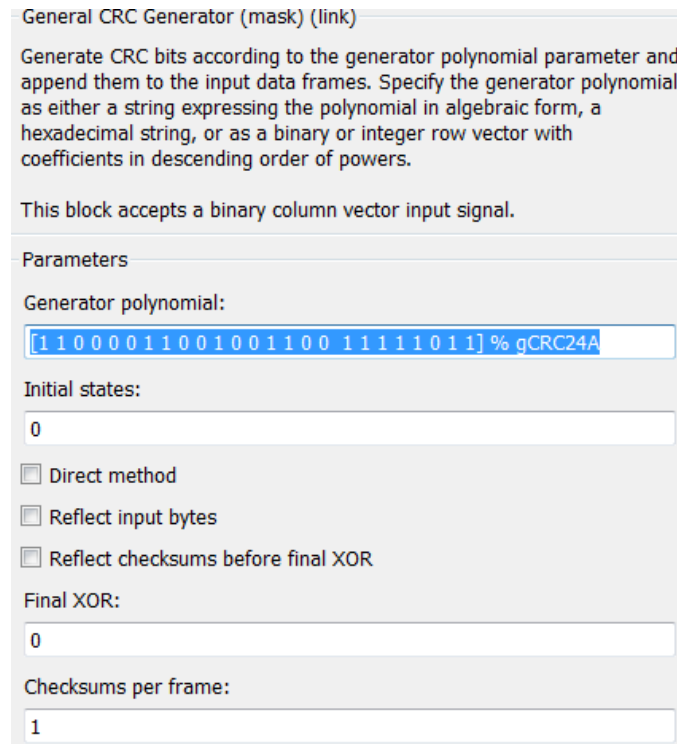 General CRC Generator (mask) (link)
Generate CRC bits according to the generator polynomial parameter and
append them to the input data frames. Specify the generator polynomial
as either a string expressing the polynomial in algebraic form, a
hexadecimal string, or as a binary or integer row vector with
coefficients in descending order of powers.
This block accepts a binary column vector input signal.
Parameters
Generator polynomial:
[1 1 0 0 0 0 1 1 0 0 1 0 0 1 1 0 0  1 1 1 1 1 0 1 1] % gCRC24A
Initial states:
0
Direct method
Reflect input bytes
Reflect checksums before final XOR
Final XOR:
0
Checksums per frame:
1